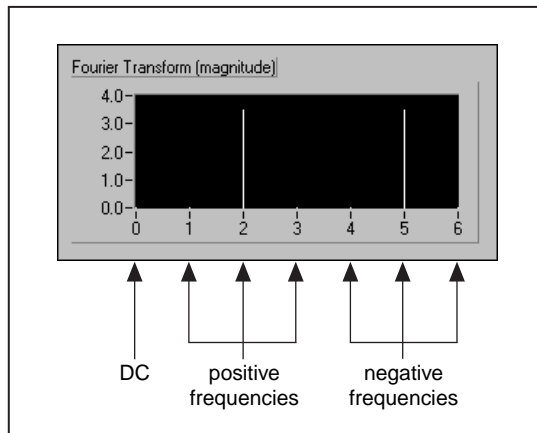 Fourier Transform (magnitude)
4.0
3.0
2.0
1.0
0.0
0 1 2 3 4 5 6
DC
positive
frequencies
negative
frequencies